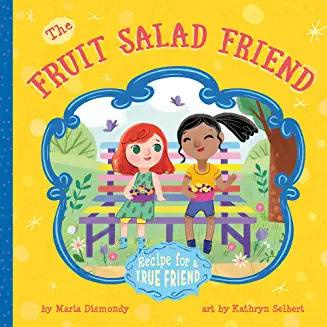 The
FRUIT SALAD FRIEND
Recipe for a
TRUE FRIEND
by Maria Dismondy
art by Kathryn Selbert